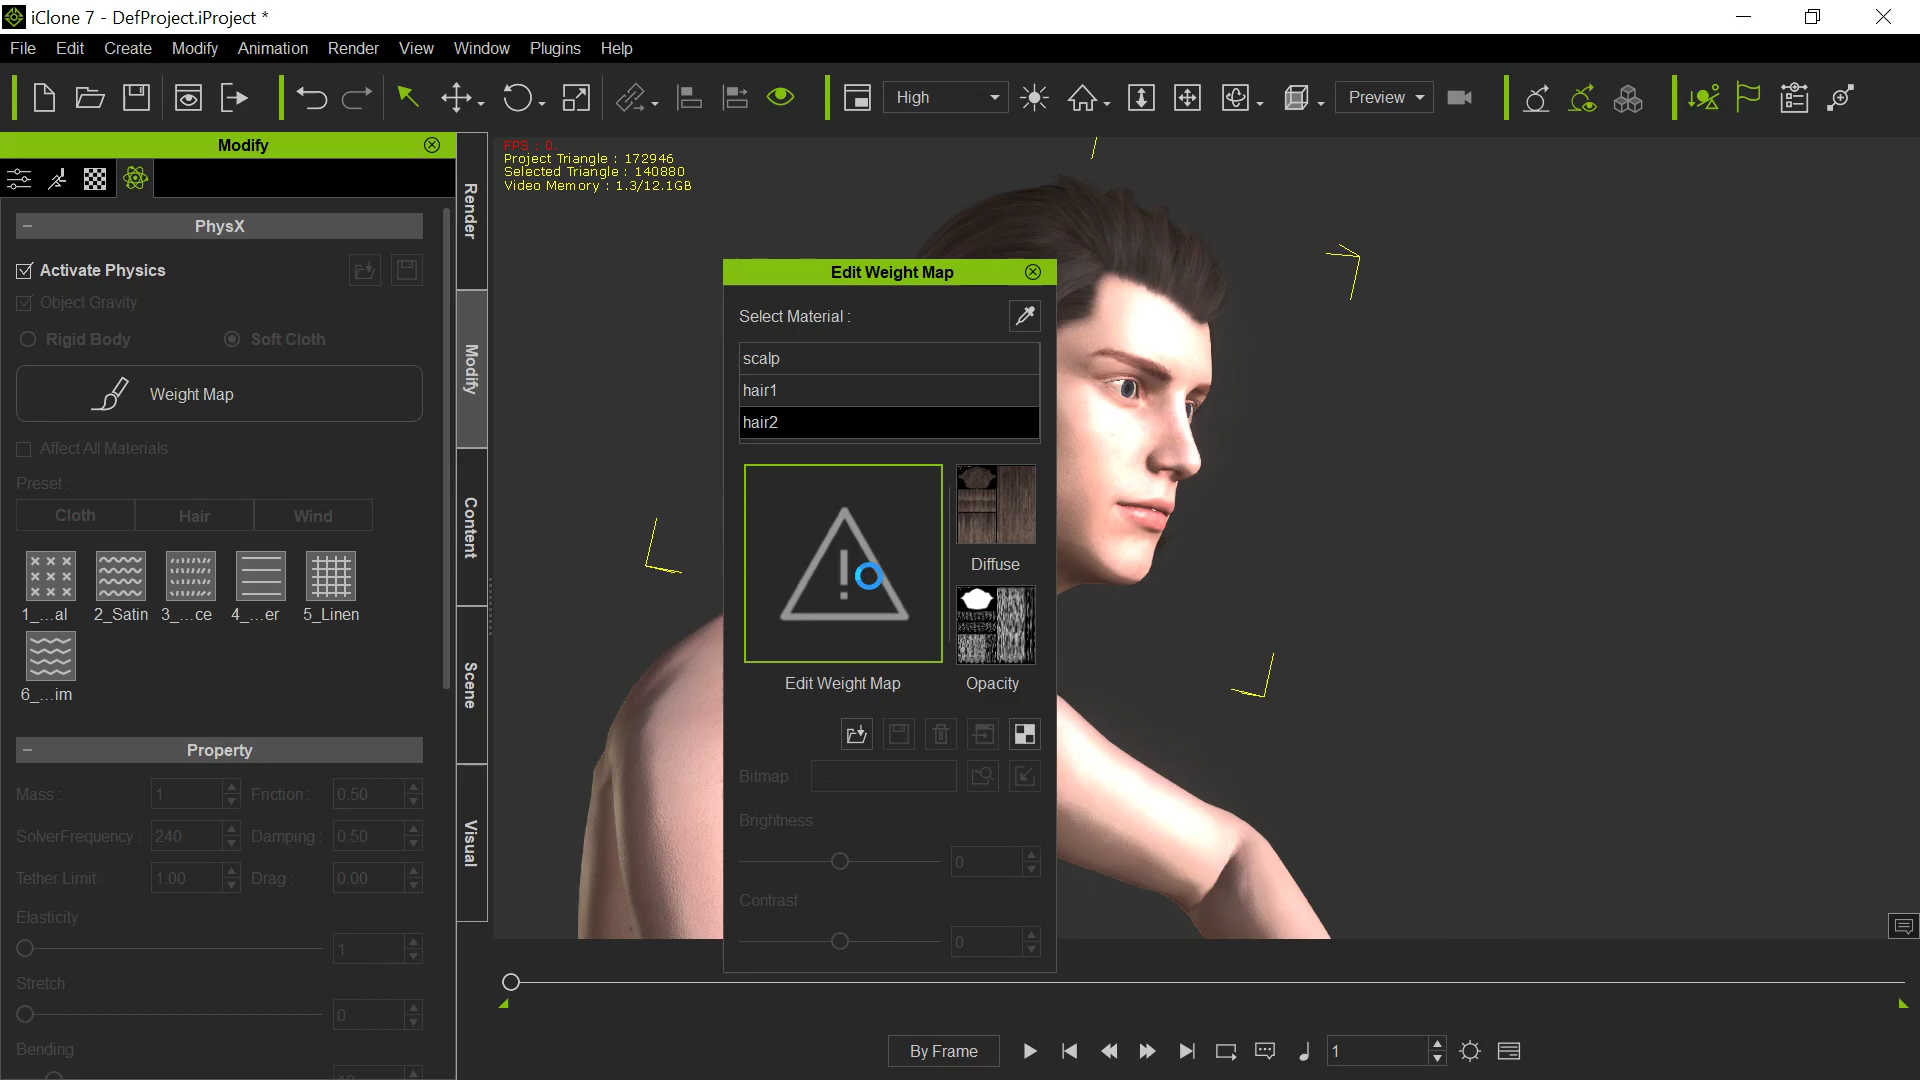 iClone 7 - DefProject.iProject *
File Edit Create Modify Animation Render View Window Plugins Help
High
Preview
Modify
PhysX
Activate Physics
Object Gravity
Rigid Body Soft Cloth
Weight Map
Affect All Materials
Preset :
Cloth Hair Wind
1_...al 2_Satin 3_...ce 4_...er 5_Linen
6_...im
Property
Mass : 1 Friction : 0.50
SolverFrequency : 240 Damping : 0.50
Tether Limit : 1.00 Drag : 0.00
Elasticity
1
Stretch
0
Bending
Render
Modify
Content
Scene
Visual
FPS : 0.
Project Triangle : 172946
Selected Triangle : 140880
Video Memory : 1.3/12.1GB
Edit Weight Map
Select Material :
scalp
hair1
hair2
Diffuse
Edit Weight Map
Opacity
Bitmap : ...
Brightness
0
Contrast
0
By Frame
1